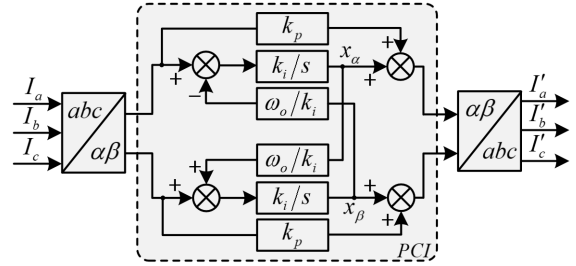 k_p
x_α
+
+
+
k_i/s
I_a
abc
−
ω_o/k_i
αβ
I'_a
I_b
I'_b
I_c
αβ
ω_o/k_i
abc
I'_c
+
+
k_i/s
+
x_β
+
k_p
PCI